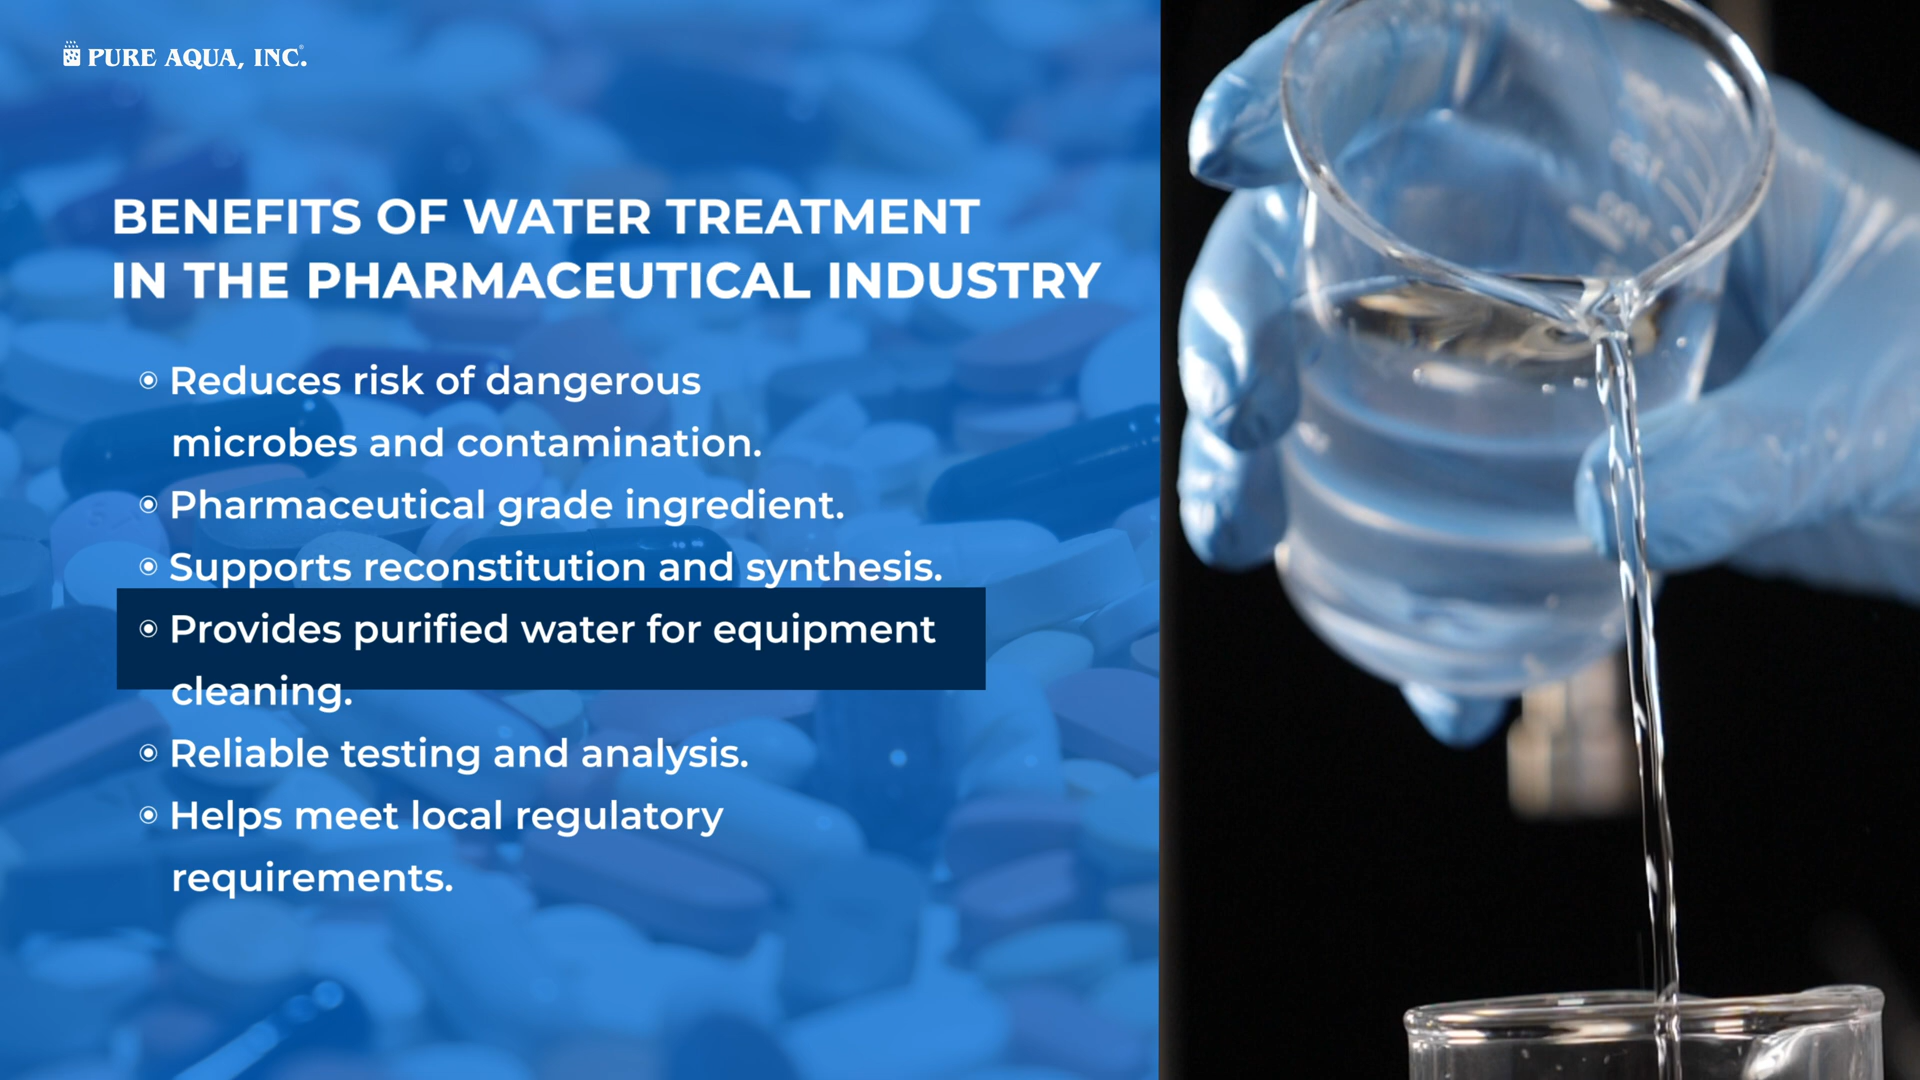 PURE AQUA, INC.
BENEFITS OF WATER TREATMENT
IN THE PHARMACEUTICAL INDUSTRY
Reduces risk of dangerous
microbes and contamination.
Pharmaceutical grade ingredient.
Supports reconstitution and synthesis.
Provides purified water for equipment
cleaning.
Reliable testing and analysis.
Helps meet local regulatory
requirements.